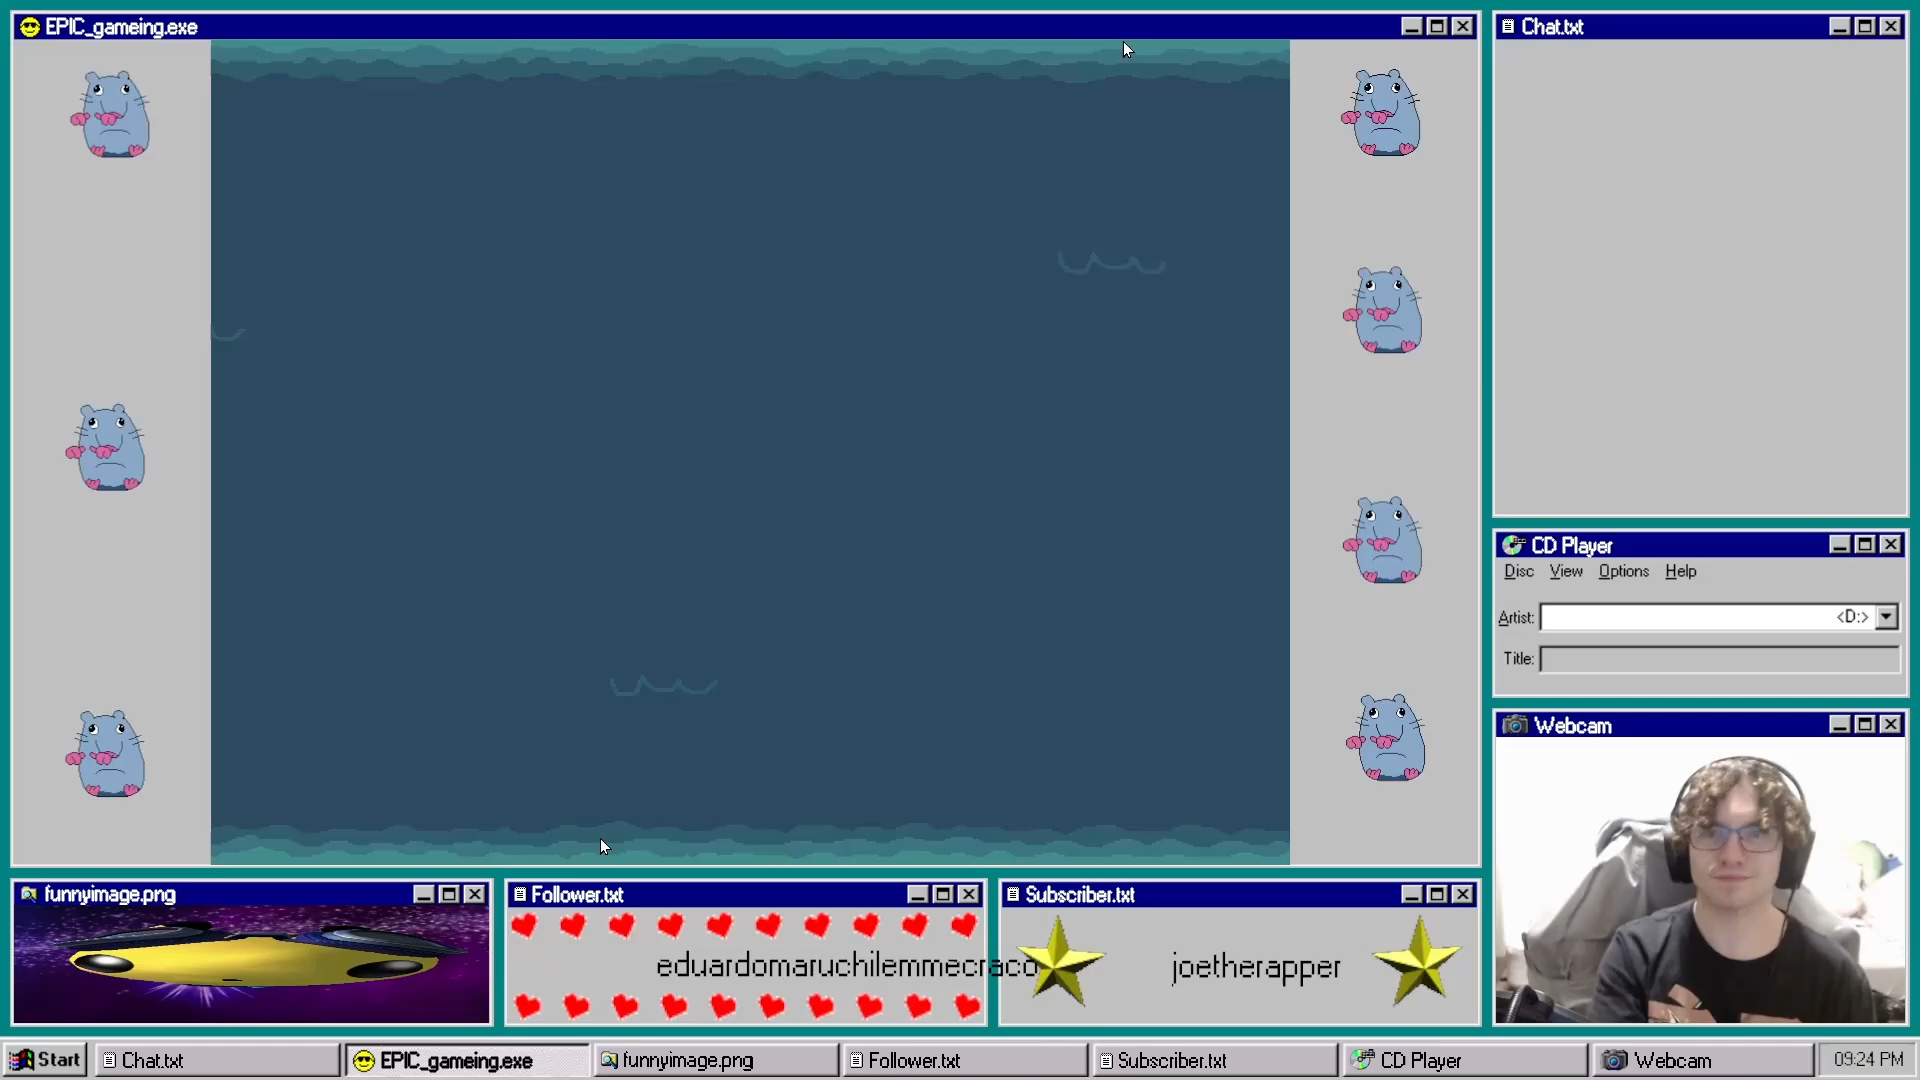 EPIC_gameing.exe
Chat.txt
CD Player
Disc View Options Help
Artist: <D:>
Title:
Webcam
funnyimage.png
Follower.txt
eduardomaruchilemmecraco
Subscriber.txt
joetherapper
Start
Chat.txt
EPIC_gameing.exe
funnyimage.png
Follower.txt
Subscriber.txt
CD Player
Webcam
09:24 PM